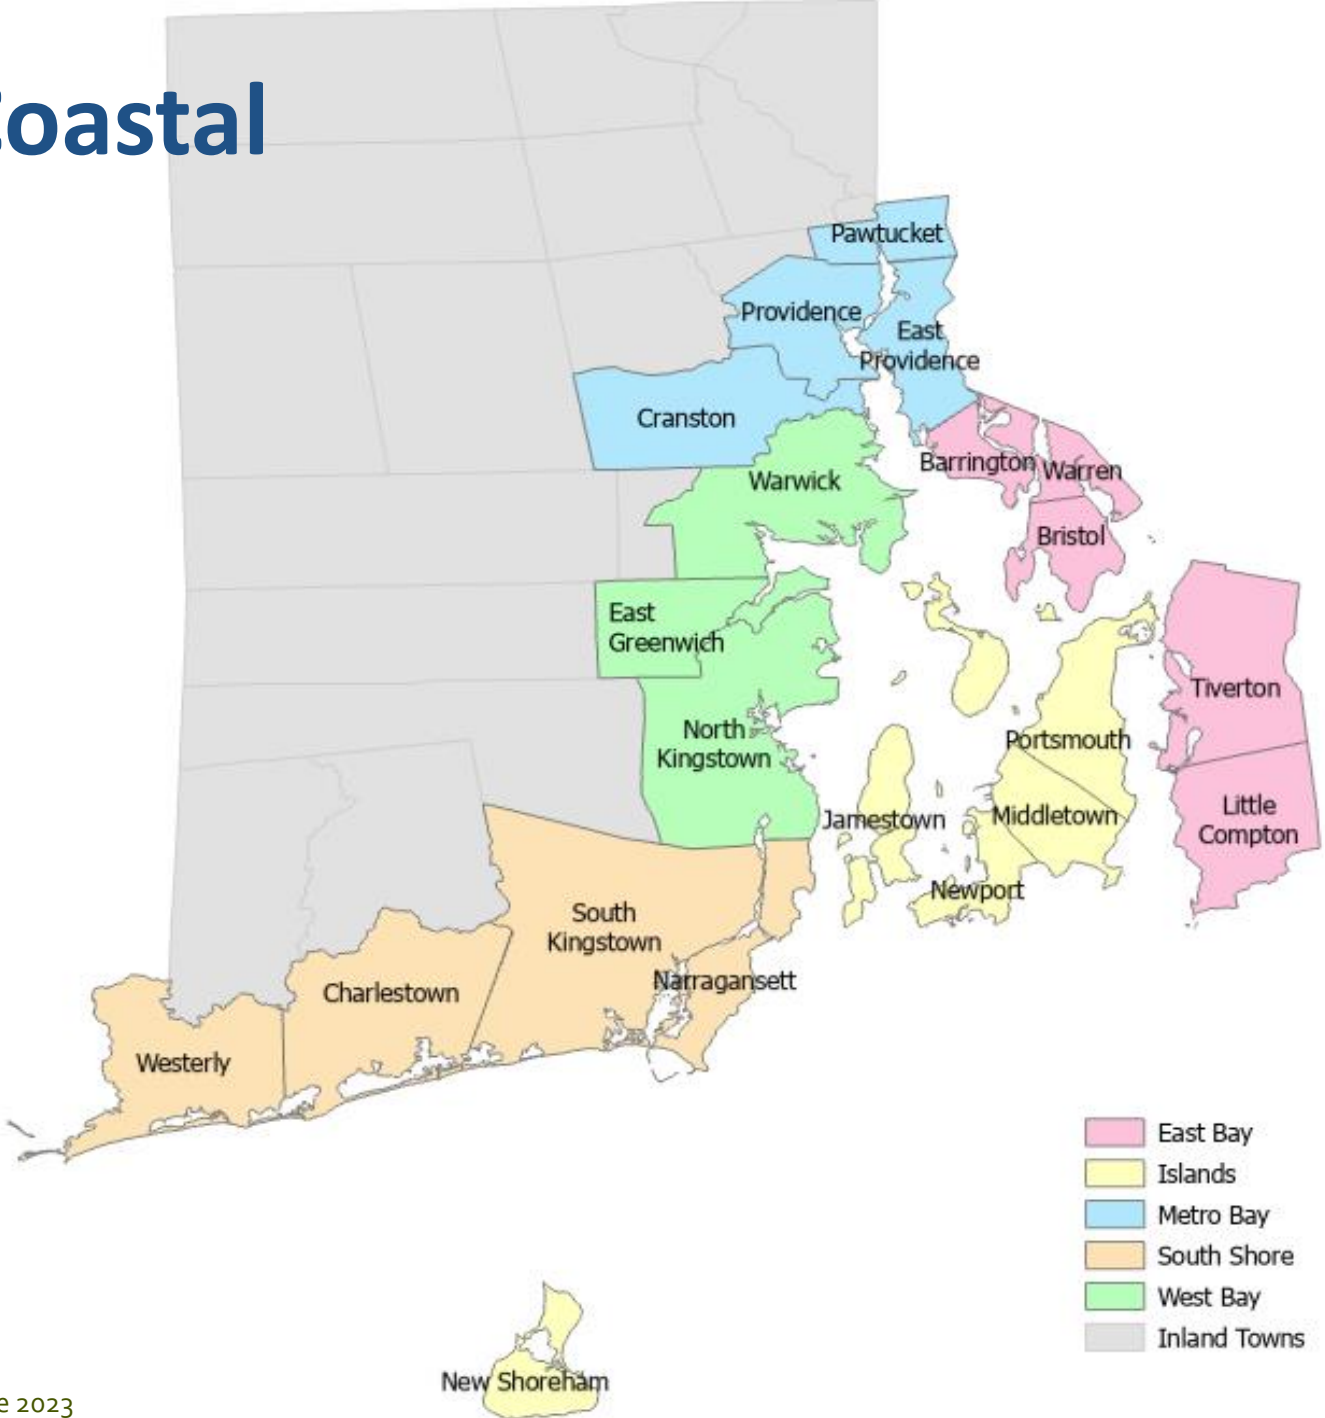 oastal
Pawtucket
Providence
East
Providence
Cranston
Barrington
Warren
Warwick
Bristol
East
Greenwich
Tiverton
North
Kingstown
Portsmouth
Jamestown
Middletown
Little
Compton
Newport
South
Kingstown
Narragansett
Charlestown
Westerly
East Bay
Islands
Metro Bay
South Shore
West Bay
Inland Towns
New Shoreham
e 2023